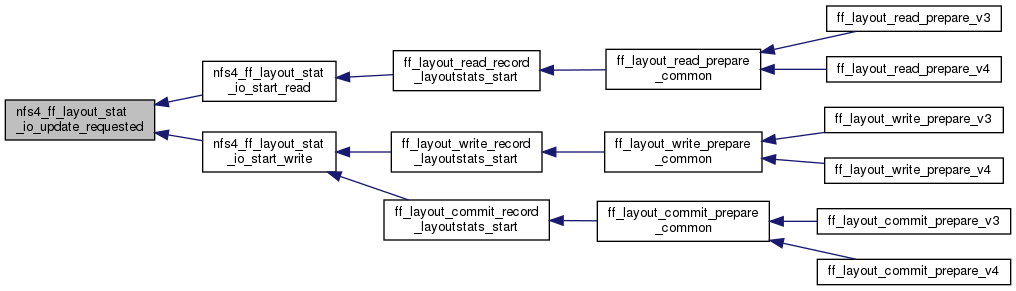 nfs4_ff_layout_stat
_io_update_requested
nfs4_ff_layout_stat
_io_start_read
ff_layout_read_record
_layoutstats_start
ff_layout_read_prepare
_common
ff_layout_read_prepare_v3
ff_layout_read_prepare_v4
nfs4_ff_layout_stat
_io_start_write
ff_layout_write_record
_layoutstats_start
ff_layout_write_prepare
_common
ff_layout_write_prepare_v3
ff_layout_write_prepare_v4
ff_layout_commit_record
_layoutstats_start
ff_layout_commit_prepare
_common
ff_layout_commit_prepare_v3
ff_layout_commit_prepare_v4